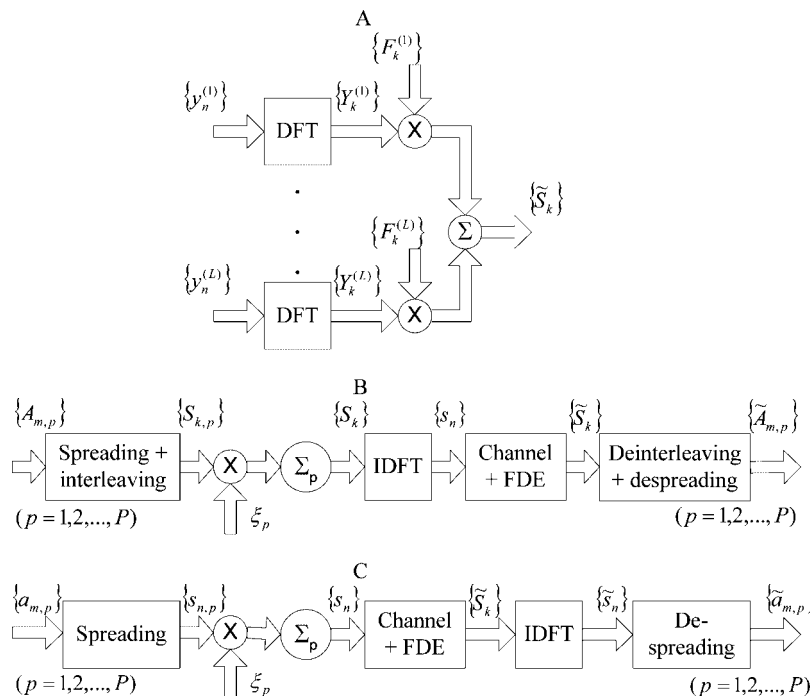 A
{F_k^(1)}
{y_n^(1)} {Y_k^(1)}
DFT X
{S̃_k}
Σ
{F_k^(L)}
{y_n^(L)} {Y_k^(L)}
DFT X
B
{A_{m,p}} {S_{k,p}} {S_k} {s_n} {S̃_k} {Ã_{m,p}}
Spreading + interleaving X Σ_p IDFT Channel + FDE Deinterleaving + despreading
(p = 1,2,..., P) ξ_p (p = 1,2,..., P)
C
{a_{m,p}} {s_{n,p}} {s_n} {S̃_k} {s̃_n} {ã_{m,p}
Spreading X Σ_p Channel + FDE IDFT De-spreading
(p = 1,2,..., P) ξ_p (p = 1,2,..., P)